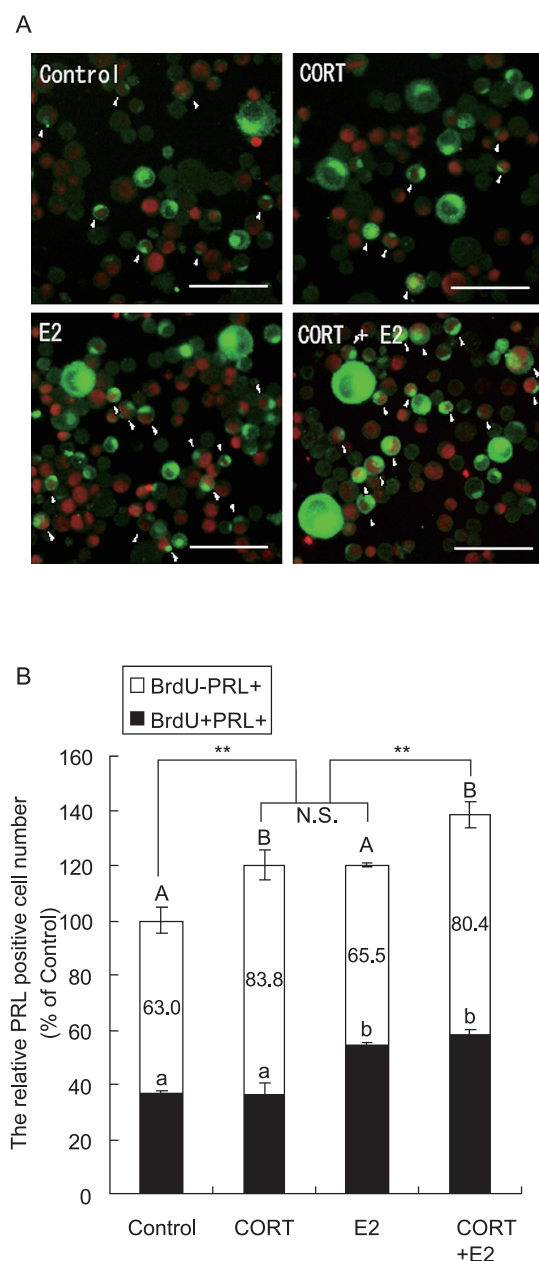 A
Control
CORT
E2
CORT + E2
B
BrdU-PRL+
BrdU+PRL+
The relative PRL positive cell number
(% of Control)
160
140
120
100
80
60
40
20
0
**
**
N.S.
A
B
A
B
63.0
83.8
65.5
80.4
a
a
b
b
Control
CORT
E2
CORT
+E2